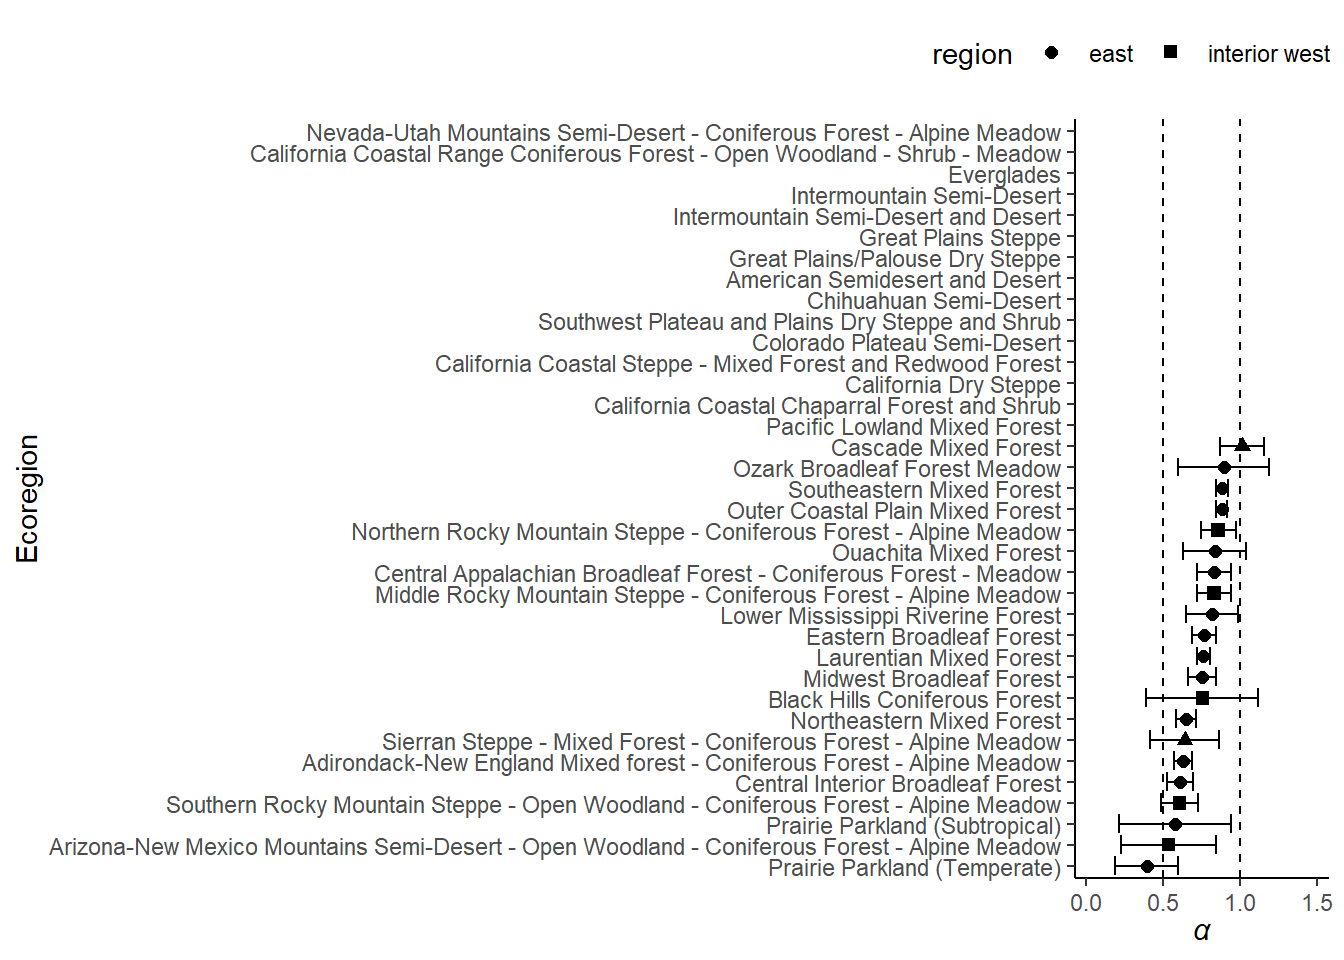 region east interior west
Nevada-Utah Mountains Semi-Desert - Coniferous Forest - Alpine Meadow
California Coastal Range Coniferous Forest - Open Woodland - Shrub - Meadow
Everglades
Intermountain Semi-Desert
Intermountain Semi-Desert and Desert
Great Plains Steppe
Great Plains/Palouse Dry Steppe
American Semidesert and Desert
Chihuahuan Semi-Desert
Southwest Plateau and Plains Dry Steppe and Shrub
Colorado Plateau Semi-Desert
California Coastal Steppe - Mixed Forest and Redwood Forest
California Dry Steppe
California Coastal Chaparral Forest and Shrub
Pacific Lowland Mixed Forest
Cascade Mixed Forest
Ozark Broadleaf Forest Meadow
Southeastern Mixed Forest
Outer Coastal Plain Mixed Forest
Northern Rocky Mountain Steppe - Coniferous Forest - Alpine Meadow
Ouachita Mixed Forest
Central Appalachian Broadleaf Forest - Coniferous Forest - Meadow
Middle Rocky Mountain Steppe - Coniferous Forest - Alpine Meadow
Lower Mississippi Riverine Forest
Eastern Broadleaf Forest
Laurentian Mixed Forest
Midwest Broadleaf Forest
Black Hills Coniferous Forest
Northeastern Mixed Forest
Sierran Steppe - Mixed Forest - Coniferous Forest - Alpine Meadow
Adirondack-New England Mixed forest - Coniferous Forest - Alpine Meadow
Central Interior Broadleaf Forest
Southern Rocky Mountain Steppe - Open Woodland - Coniferous Forest - Alpine Meadow
Prairie Parkland (Subtropical)
Arizona-New Mexico Mountains Semi-Desert - Open Woodland - Coniferous Forest - Alpine Meadow
Prairie Parkland (Temperate)
Ecoregion
0.0 0.5 1.0 1.5
α